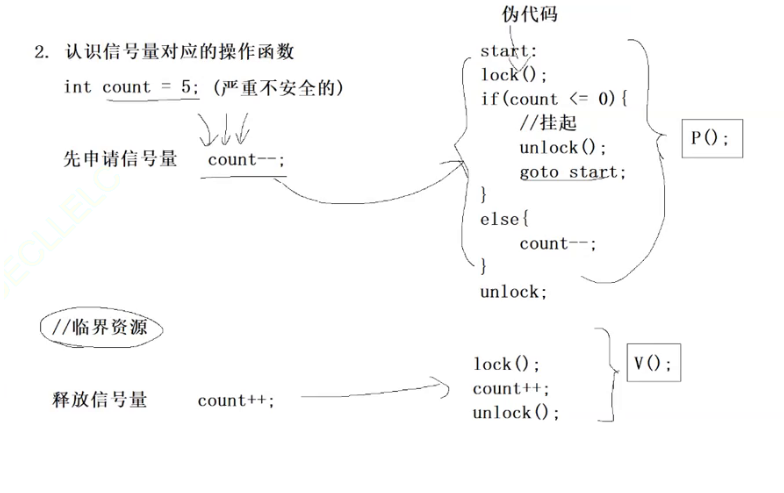 伪代码
2. 认识信号量对应的操作函数
int count = 5; (严重不安全的)
先申请信号量 count--;
start:
lock();
if(count <= 0){
//挂起
unlock();
goto start;
}
else{
count--;
}
unlock;
P();
//临界资源
释放信号量 count++;
lock();
count++;
unlock();
V();